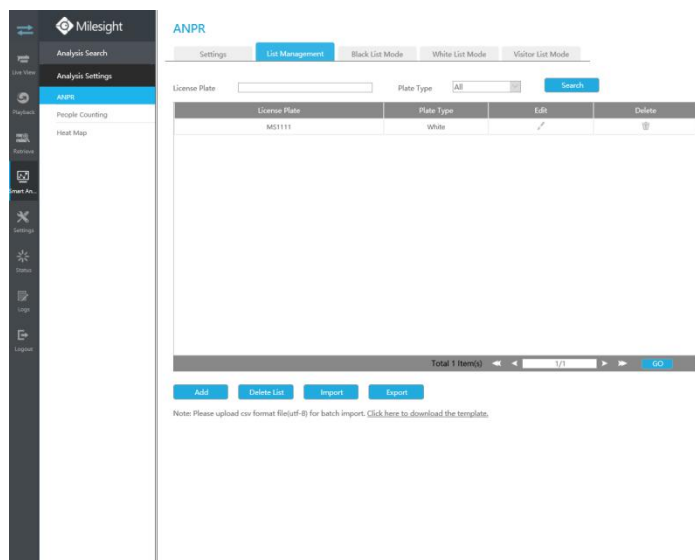 Milesight
Live View
Playback
Retrieve
Smart An...
Settings
Status
Logs
Logout
Analysis Search
Analysis Settings
ANPR
People Counting
Heat Map
ANPR
Settings
List Management
Black List Mode
White List Mode
Visitor List Mode
License Plate
Plate Type
All
Search
License Plate Plate Type Edit Delete
MS1111 White
Total 1 Item(s) 1/1 GO
Add
Delete List
Import
Export
Note: Please upload csv format file(utf-8) for batch import. Click here to download the template.